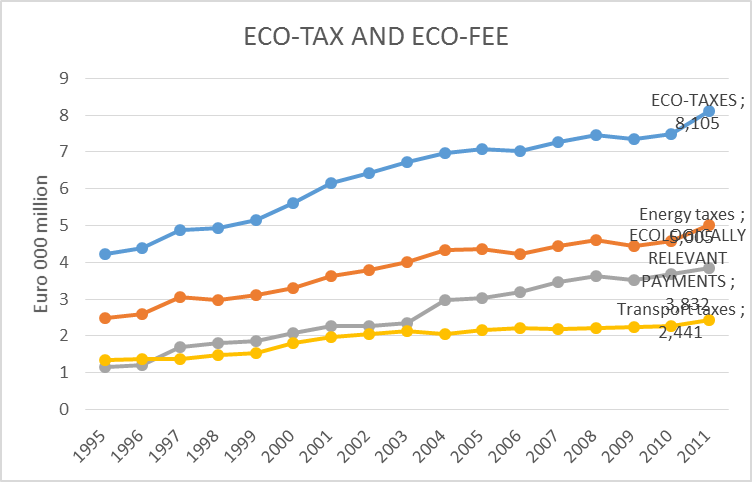 ECO-TAX AND ECO-FEE
Euro 000 million
9
8
7
6
5
4
3
2
1
0
ECO-TAXES ;
8,105
Energy taxes ;
5,005
ECOLOGICALLY
RELEVANT
PAYMENTS ;
3,832
Transport taxes ;
2,441
1995 1996 1997 1998 1999 2000 2001 2002 2003 2004 2005 2006 2007 2008 2009 2010 2011